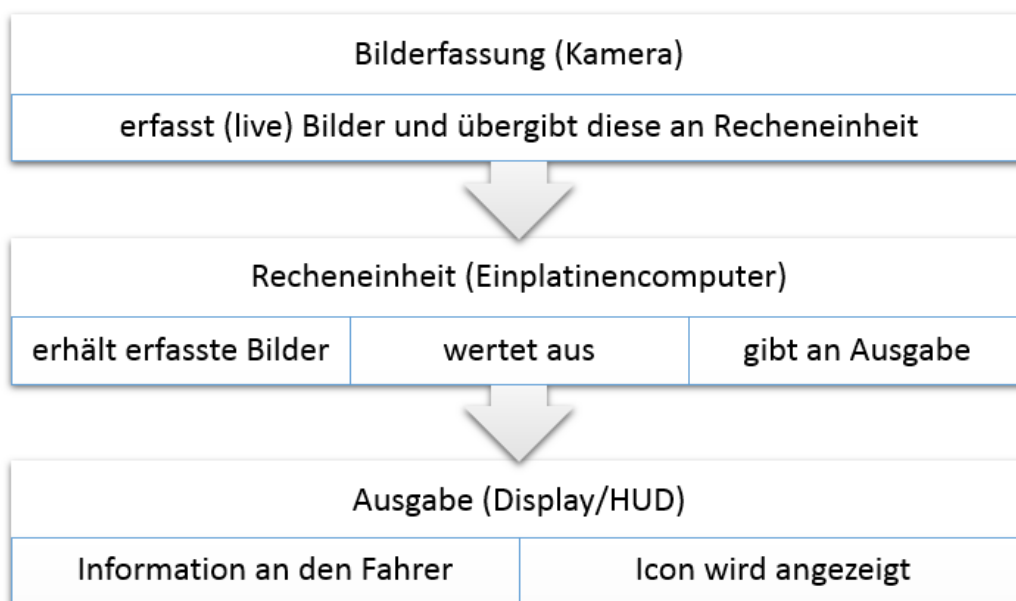 Bilderfassung (Kamera)
erfasst (live) Bilder und übergibt diese an Recheneinheit
Recheneinheit (Einplatinencomputer)
erhält erfasste Bilder
wertet aus
gibt an Ausgabe
Ausgabe (Display/HUD)
Information an den Fahrer
Icon wird angezeigt